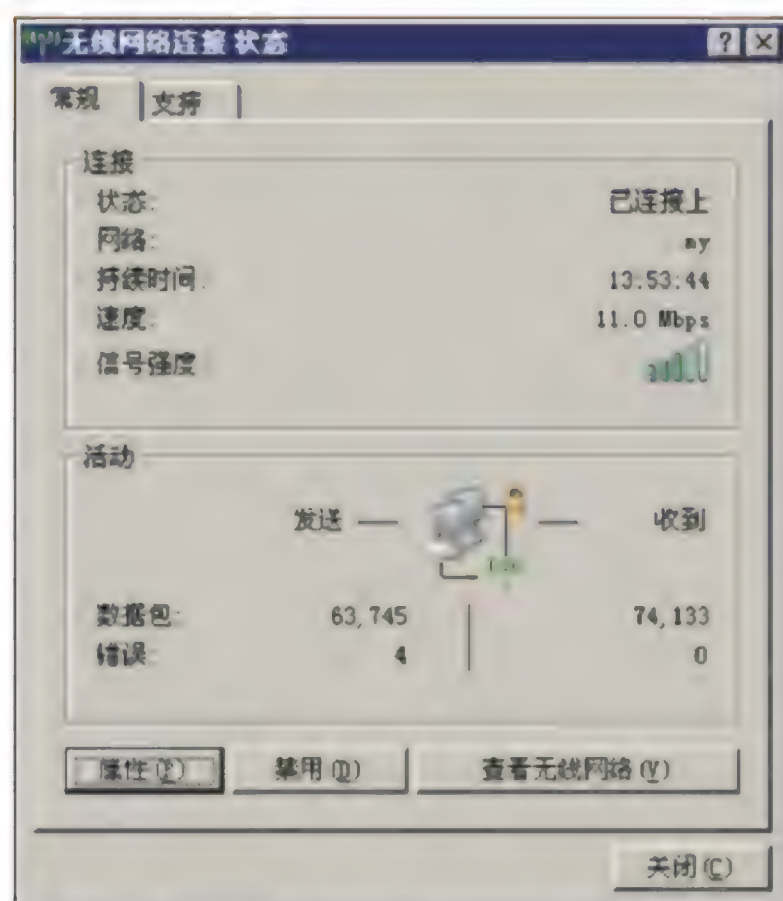 无线网络连接 状态
常规 支持
连接
状态: 已连接上
网络: my
持续时间: 13:53:44
速度: 11.0 Mbps
信号强度:
活动
发送 — — 收到
数据包: 63,745 74,133
错误: 4 0
属性(P) 禁用(D) 查看无线网络(V)
关闭(C)